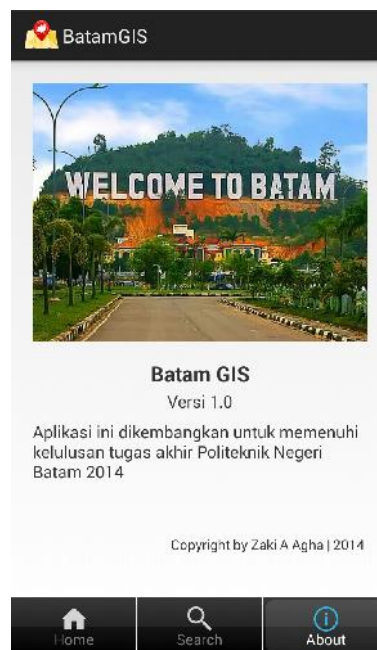 BatamGIS
WELCOME TO BATAM
Batam GIS
Versi 1.0
Aplikasi ini dikembangkan untuk memenuhi
kelulusan tugas akhir Politeknik Negeri
Batam 2014
Copyright by Zaki A Agha | 2014
Home
Search
About